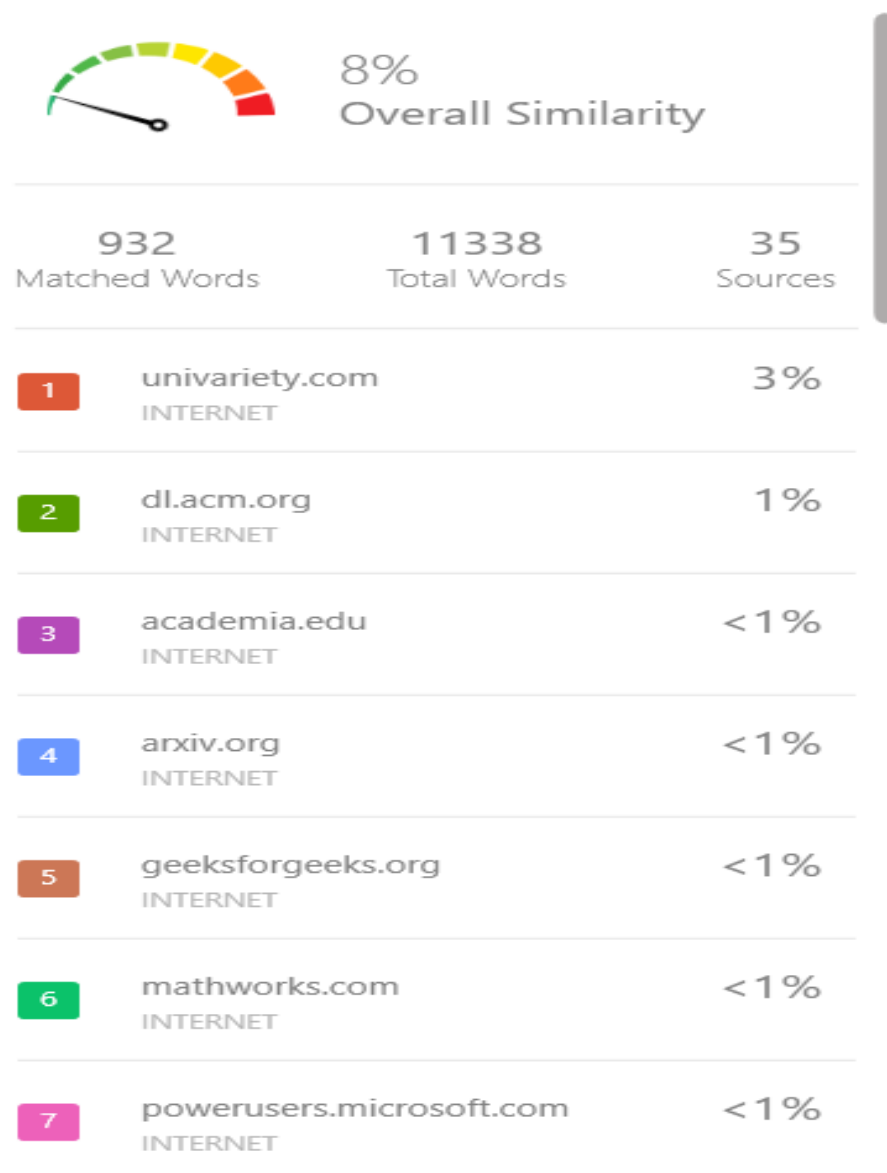 8%
Overall Similarity
932 11338 35
Matched Words Total Words Sources
1 univariety.com 3%
INTERNET
2 dl.acm.org 1%
INTERNET
3 academia.edu <1%
INTERNET
4 arxiv.org <1%
INTERNET
5 geeksforgeeks.org <1%
INTERNET
6 mathworks.com <1%
INTERNET
7 powerusers.microsoft.com <1%
INTERNET